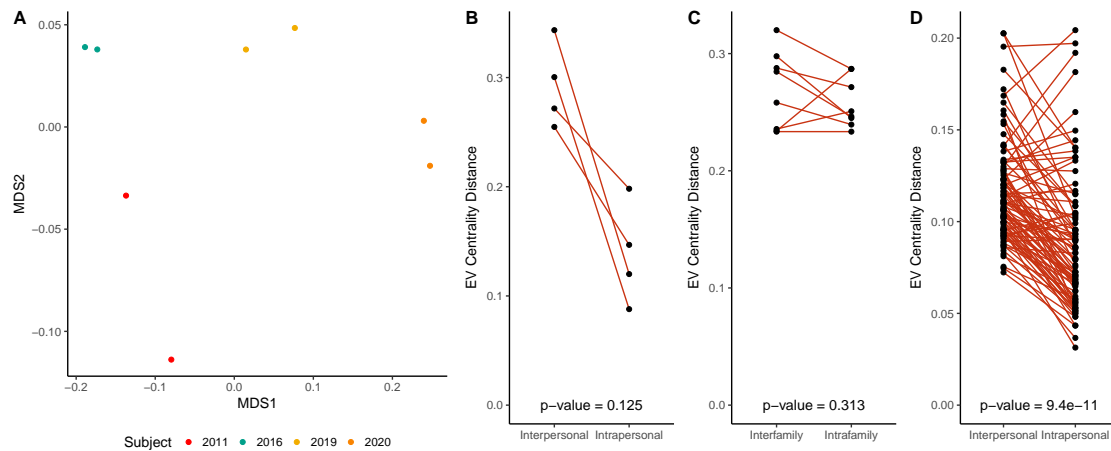 A
MDS2
0.05
0.00
−0.05
−0.10
−0.2
−0.1
0.0
0.1
0.2
MDS1
Subject
2011
2016
2019
2020
B
EV Centrality Distance
0.3
0.2
0.1
0.0
p−value = 0.125
Interpersonal
Intrapersonal
C
EV Centrality Distance
0.3
0.2
0.1
0.0
p−value = 0.313
Interfamily
Intrafamily
D
EV Centrality Distance
0.20
0.15
0.10
0.05
0.00
p−value = 9.4e−11
Interpersonal
Intrapersonal